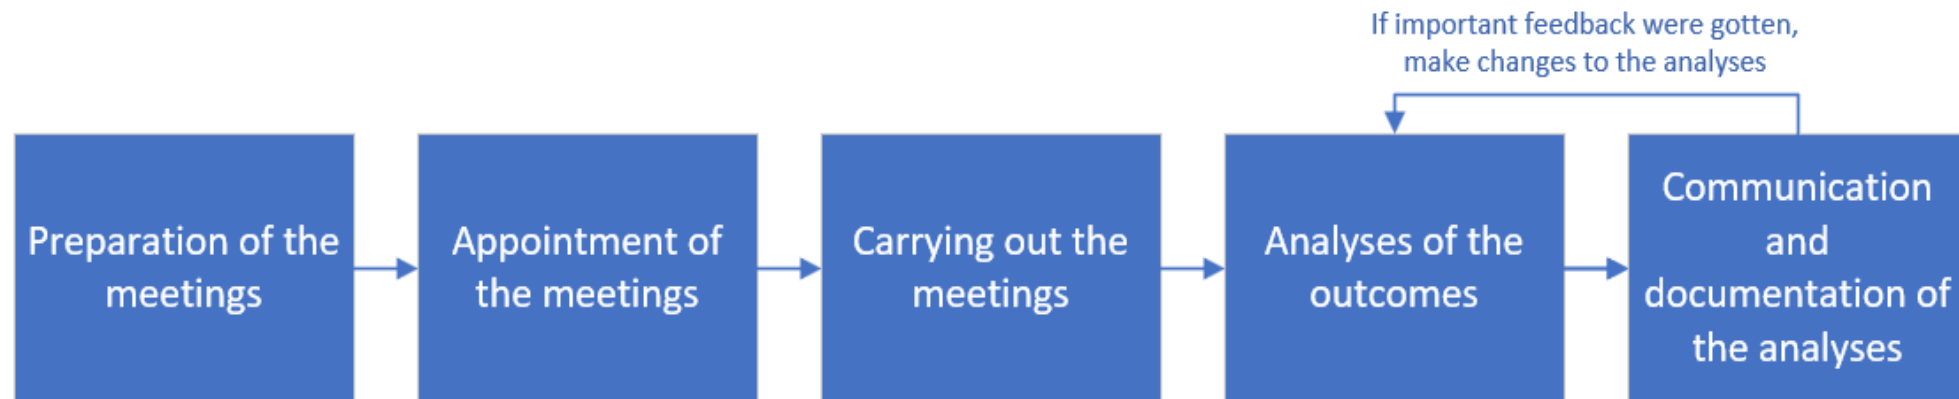 If important feedback were gotten,
make changes to the analyses
Preparation of the
meetings
Appointment of
the meetings
Carrying out the
meetings
Analyses of the
outcomes
Communication
and
documentation of
the analyses